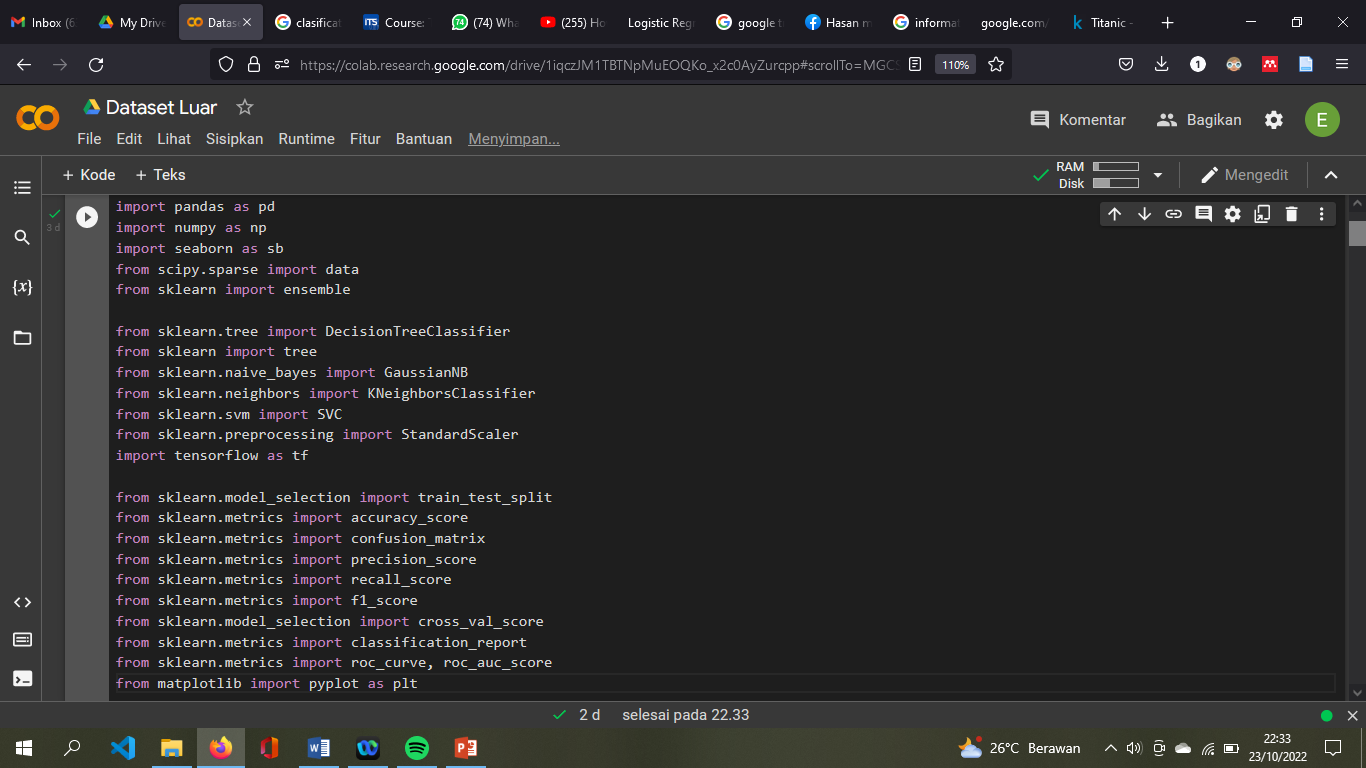 Inbox (6
My Drive
Datase
clasificat
ITS
Course:
(74) Wha
(255) Ho
Logistic Regr
google t
Hasan m
informat
google.com/
Titanic -
https://colab.research.google.com/drive/1iqczJM1TBTNpMuEOQKo_x2c0AyZurcpp#scrollTo=MGCS
110%
1
Dataset Luar
File Edit Lihat Sisipkan Runtime Fitur Bantuan Menyimpan...
Komentar
Bagikan
E
+ Kode + Teks
RAM
Disk
Mengedit
3 d
import pandas as pd
import numpy as np
import seaborn as sb
from scipy.sparse import data
from sklearn import ensemble
from sklearn.tree import DecisionTreeClassifier
from sklearn import tree
from sklearn.naive_bayes import GaussianNB
from sklearn.neighbors import KNeighborsClassifier
from sklearn.svm import SVC
from sklearn.preprocessing import StandardScaler
import tensorflow as tf
from sklearn.model_selection import train_test_split
from sklearn.metrics import accuracy_score
from sklearn.metrics import confusion_matrix
from sklearn.metrics import precision_score
from sklearn.metrics import recall_score
from sklearn.metrics import f1_score
from sklearn.model_selection import cross_val_score
from sklearn.metrics import classification_report
from sklearn.metrics import roc_curve, roc_auc_score
from matplotlib import pyplot as plt
2 d selesai pada 22.33
26°C Berawan
22:33
23/10/2022